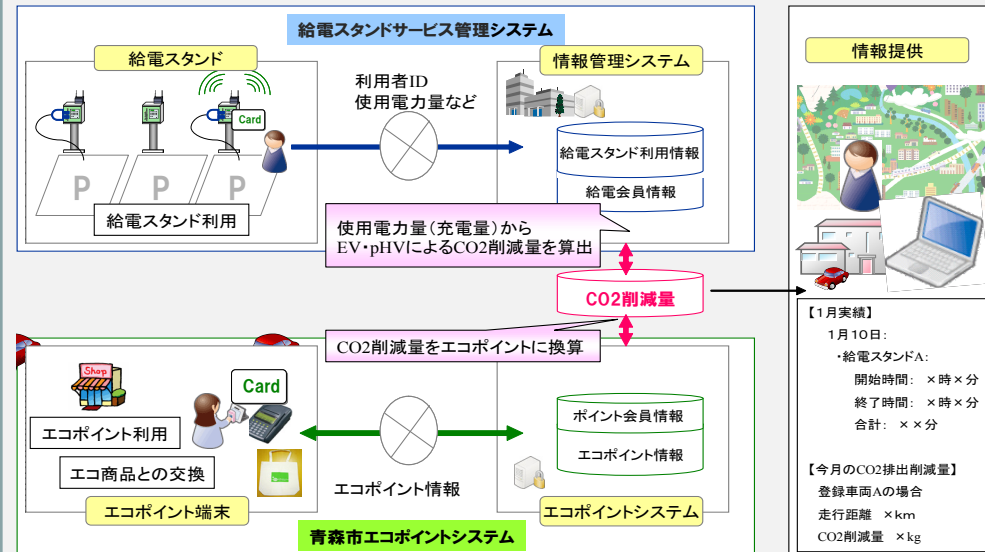 給電スタンドサービス管理システム
給電スタンド
Card
P
P
P
給電スタンド利用
利用者ID
使用電力量など
情報管理システム
給電スタンド利用情報
給電会員情報
使用電力量（充電量）から
EV・pHVによるCO2削減量を算出
CO2削減量
CO2削減量をエコポイントに換算
Shop
エコポイント利用
エコ商品との交換
Card
エコポイント端末
エコポイント情報
ポイント会員情報
エコポイント情報
エコポイントシステム
青森市エコポイントシステム
情報提供
【１月実績】
１月１０日：
・給電スタンドA：
開始時間： ×時×分
終了時間： ×時×分
合計： ××分
【今月のCO2排出削減量】
登録車両Aの場合
走行距離 ×ｋｍ
CO2削減量 ×kg